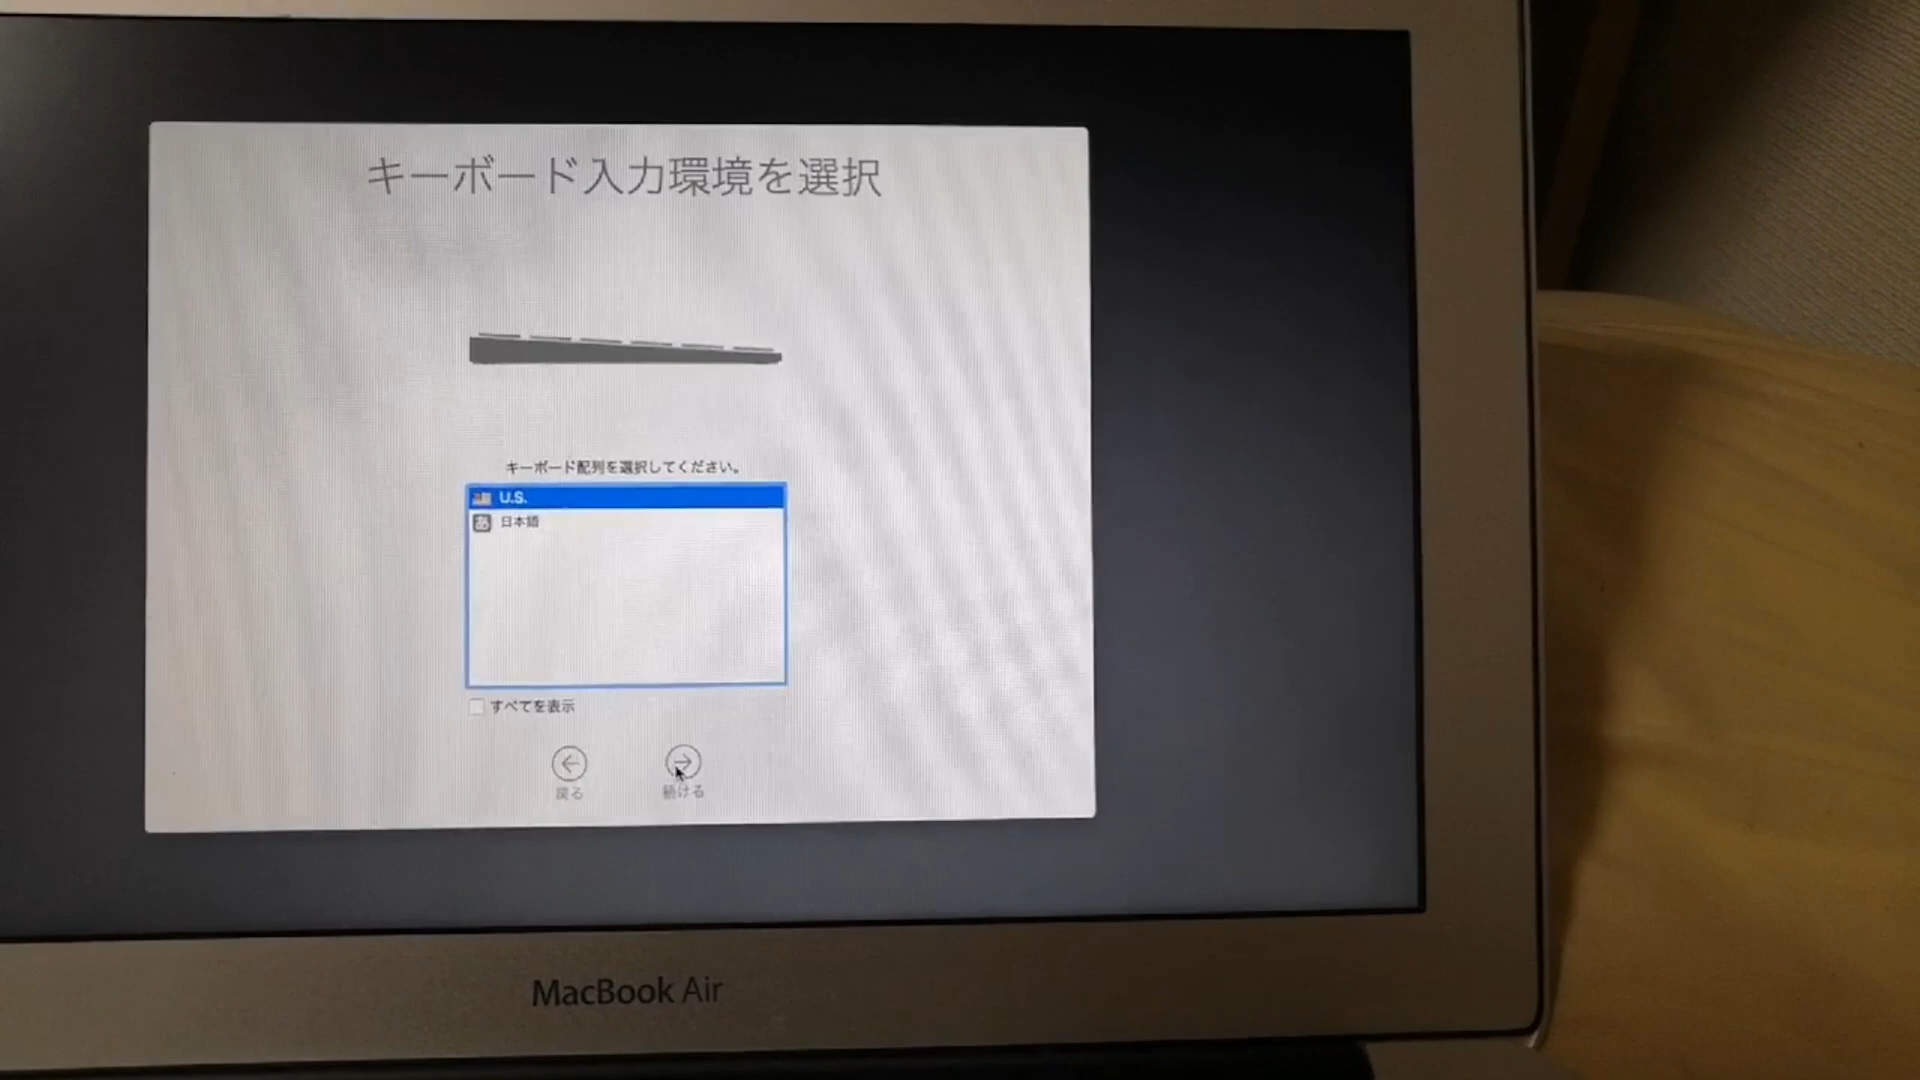 キーボード入力環境を選択
キーボード配列を選択してください。
U.S.
あ 日本語
すべてを表示
戻る
続ける
MacBook Air